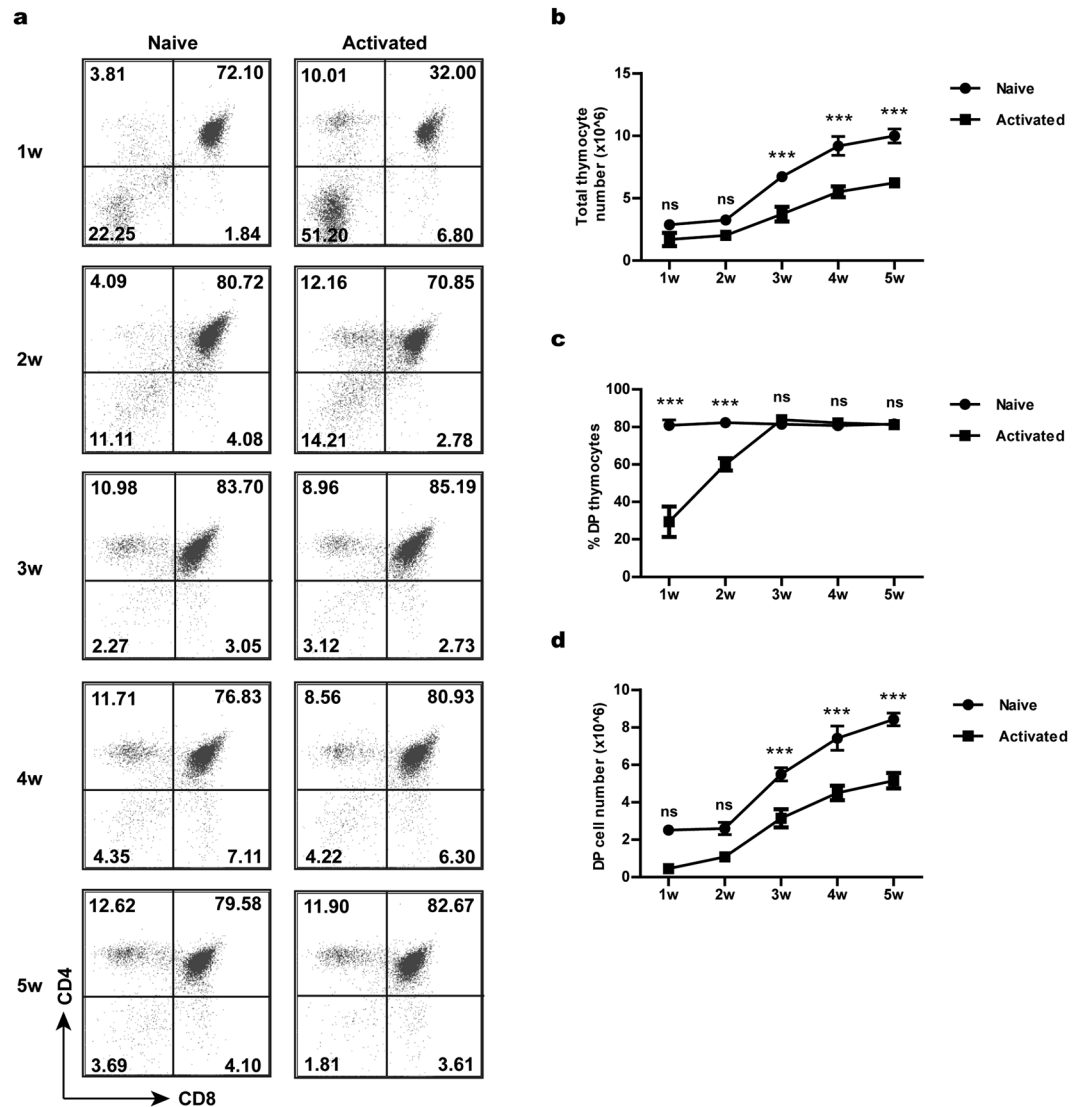 a
Naive Activated
1w
3.81 72.10 10.01 32.00
22.25 1.84 51.20 6.80
2w
4.09 80.72 12.16 70.85
11.11 4.08 14.21 2.78
3w
10.98 83.70 8.96 85.19
2.27 3.05 3.12 2.73
4w
11.71 76.83 8.56 80.93
4.35 7.11 4.22 6.30
5w
12.62 79.58 11.90 82.67
3.69 4.10 1.81 3.61
CD4
CD8
b
Total thymocyte
number (x10^6)
15
10
5
0
ns ns *** *** ***
1w 2w 3w 4w 5w
Naive
Activated
c
% DP thymocytes
100
80
60
40
20
0
*** *** ns ns ns
1w 2w 3w 4w 5w
Naive
Activated
d
DP cell number (x10^6)
10
8
6
4
2
0
ns ns *** *** ***
1w 2w 3w 4w 5w
Naive
Activated